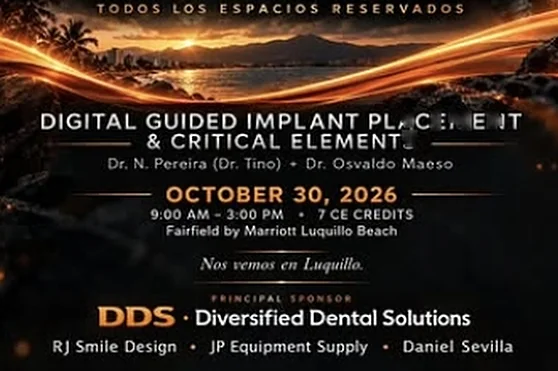 TODOS LOS ESPACIOS RESERVADOS
DIGITAL GUIDED IMPLANT PLACEMENT
& CRITICAL ELEMENTS
Dr. N. Pereira (Dr. Tino) + Dr. Osvaldo Maeso
OCTOBER 30, 2026
9:00 AM – 3:00 PM • 7 CE CREDITS
Fairfield by Marriott Luquillo Beach
Nos vemos en Luquillo.
PRINCIPAL SPONSOR
DDS · Diversified Dental Solutions
RJ Smile Design • JP Equipment Supply • Daniel Sevilla